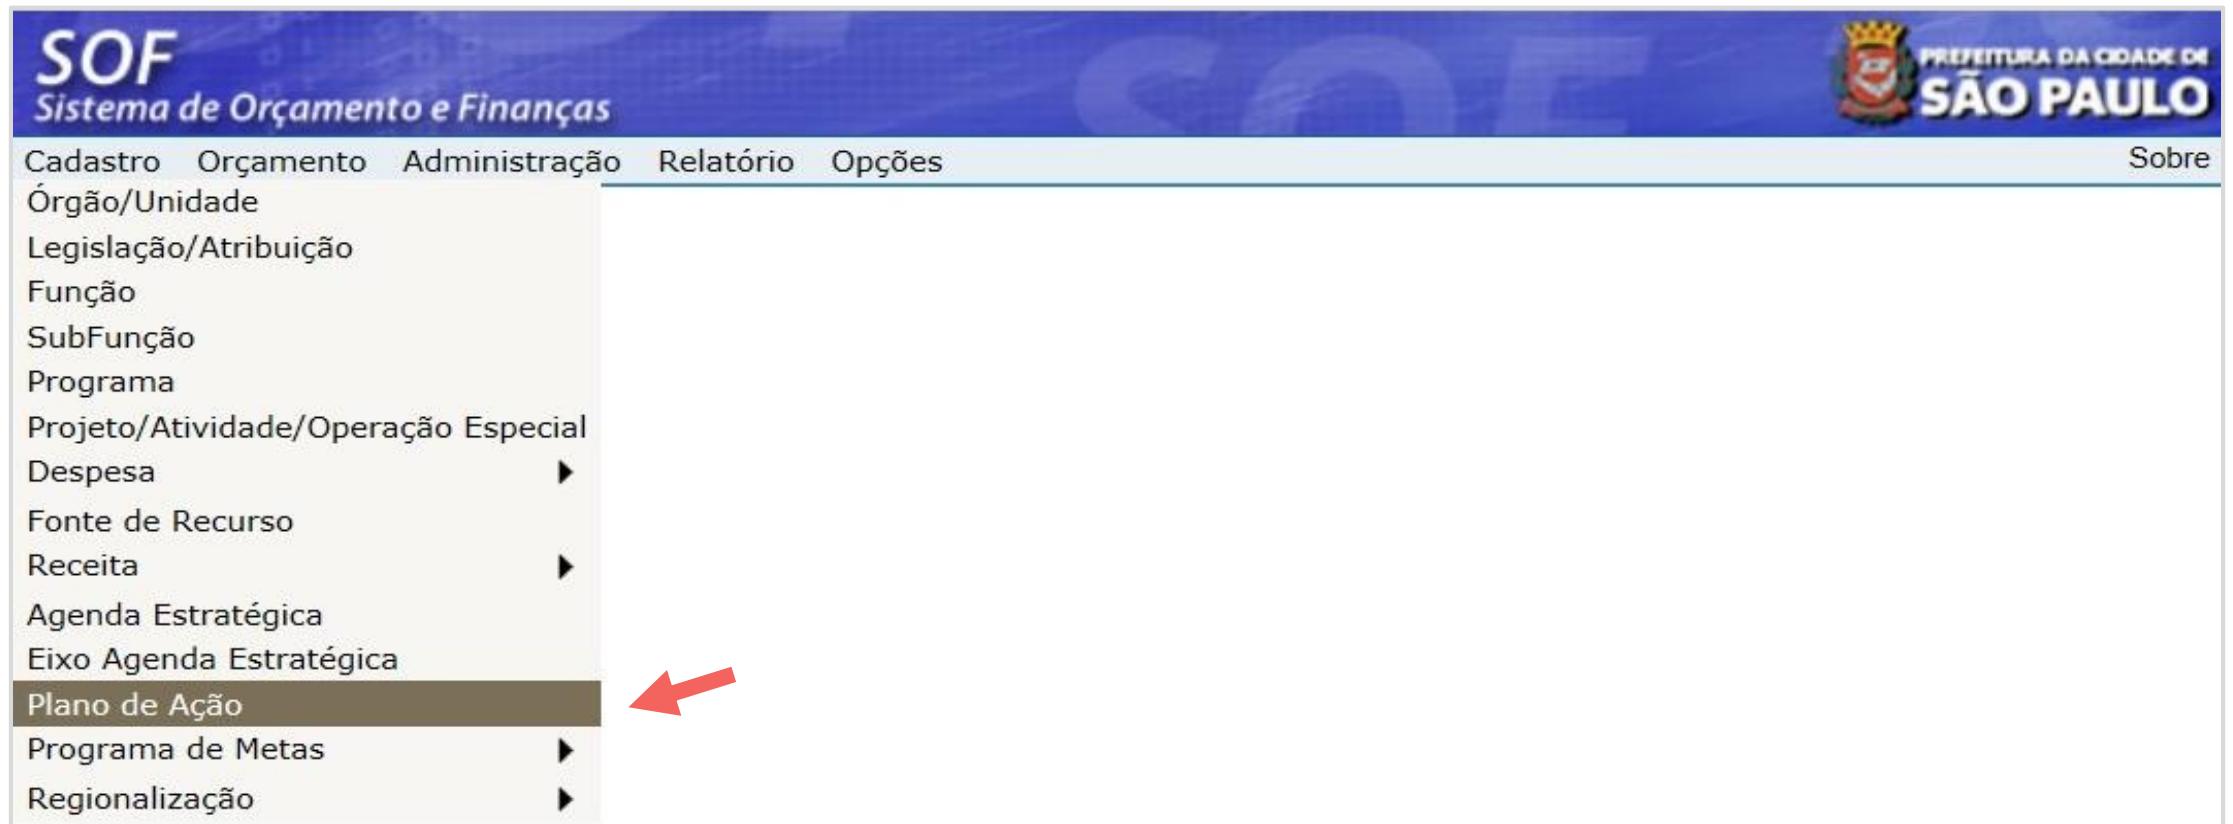 SOF
Sistema de Orçamento e Finanças
PREFEITURA DA CIDADE DE
SÃO PAULO
Cadastro Orçamento Administração Relatório Opções Sobre
Órgão/Unidade
Legislação/Atribuição
Função
SubFunção
Programa
Projeto/Atividade/Operação Especial
Despesa
Fonte de Recurso
Receita
Agenda Estratégica
Eixo Agenda Estratégica
Plano de Ação
Programa de Metas
Regionalização